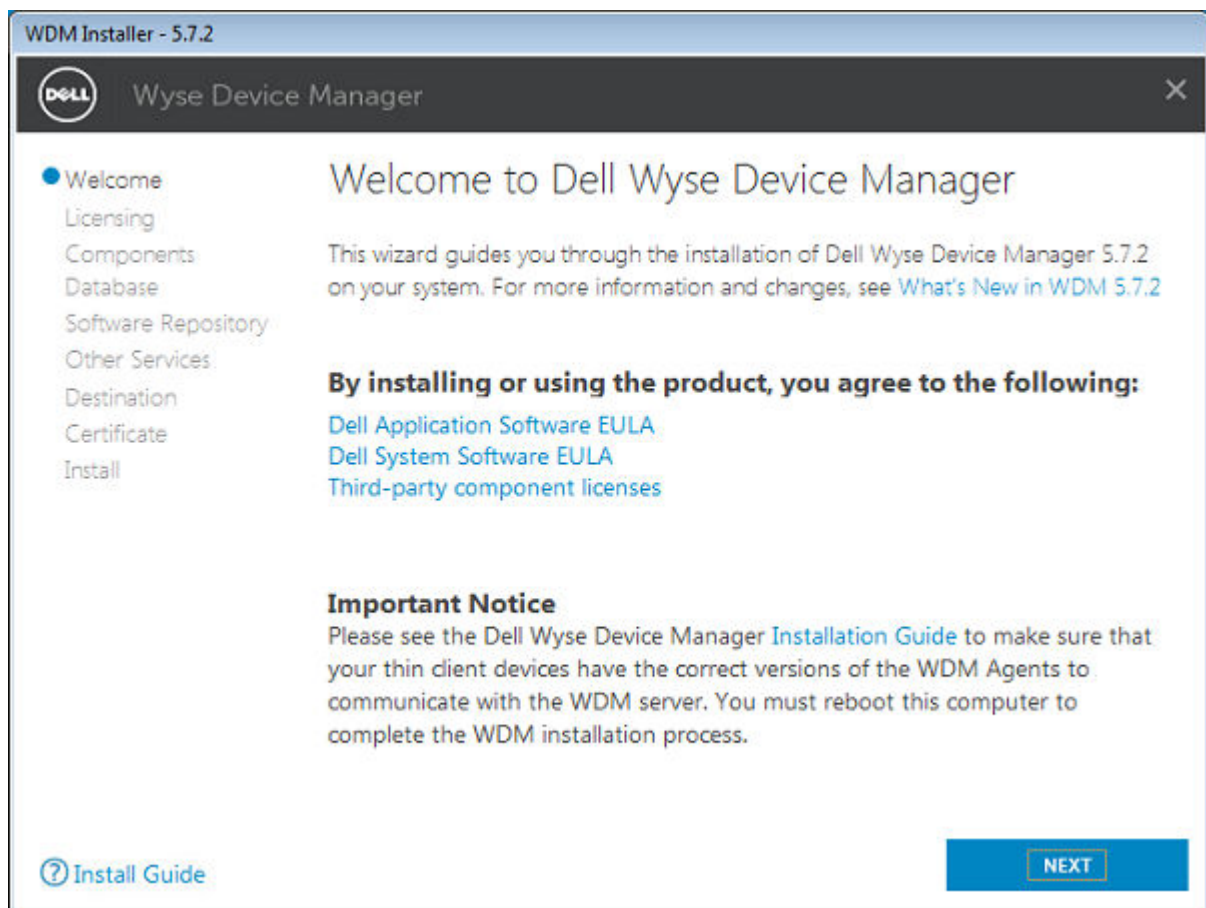 WDM Installer - 5.7.2
DELL
Wyse Device Manager
Welcome
Licensing
Components
Database
Software Repository
Other Services
Destination
Certificate
Install
Welcome to Dell Wyse Device Manager
This wizard guides you through the installation of Dell Wyse Device Manager 5.7.2
on your system. For more information and changes, see What's New in WDM 5.7.2
By installing or using the product, you agree to the following:
Dell Application Software EULA
Dell System Software EULA
Third-party component licenses
Important Notice
Please see the Dell Wyse Device Manager Installation Guide to make sure that
your thin client devices have the correct versions of the WDM Agents to
communicate with the WDM server. You must reboot this computer to
complete the WDM installation process.
? Install Guide
NEXT